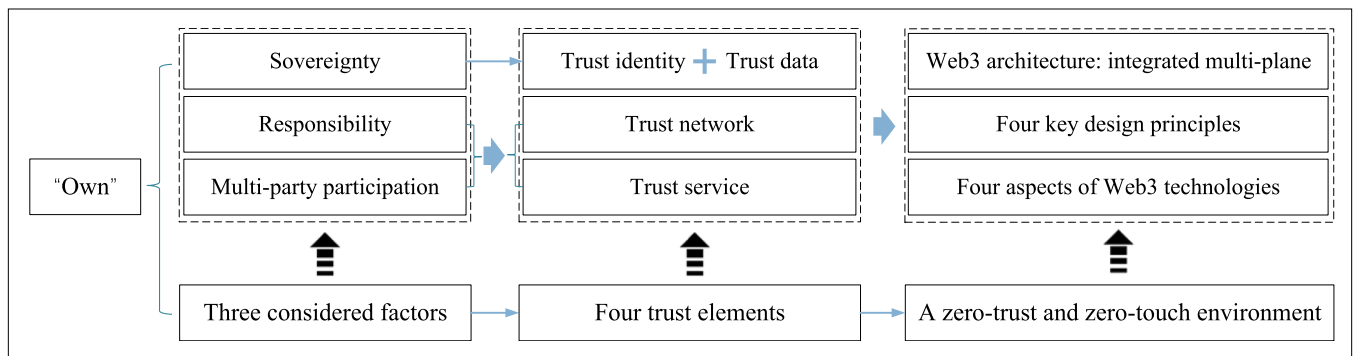 "Own"
Sovereignty
Responsibility
Multi-party participation
Three considered factors
Trust identity + Trust data
Trust network
Trust service
Four trust elements
Web3 architecture: integrated multi-plane
Four key design principles
Four aspects of Web3 technologies
A zero-trust and zero-touch environment